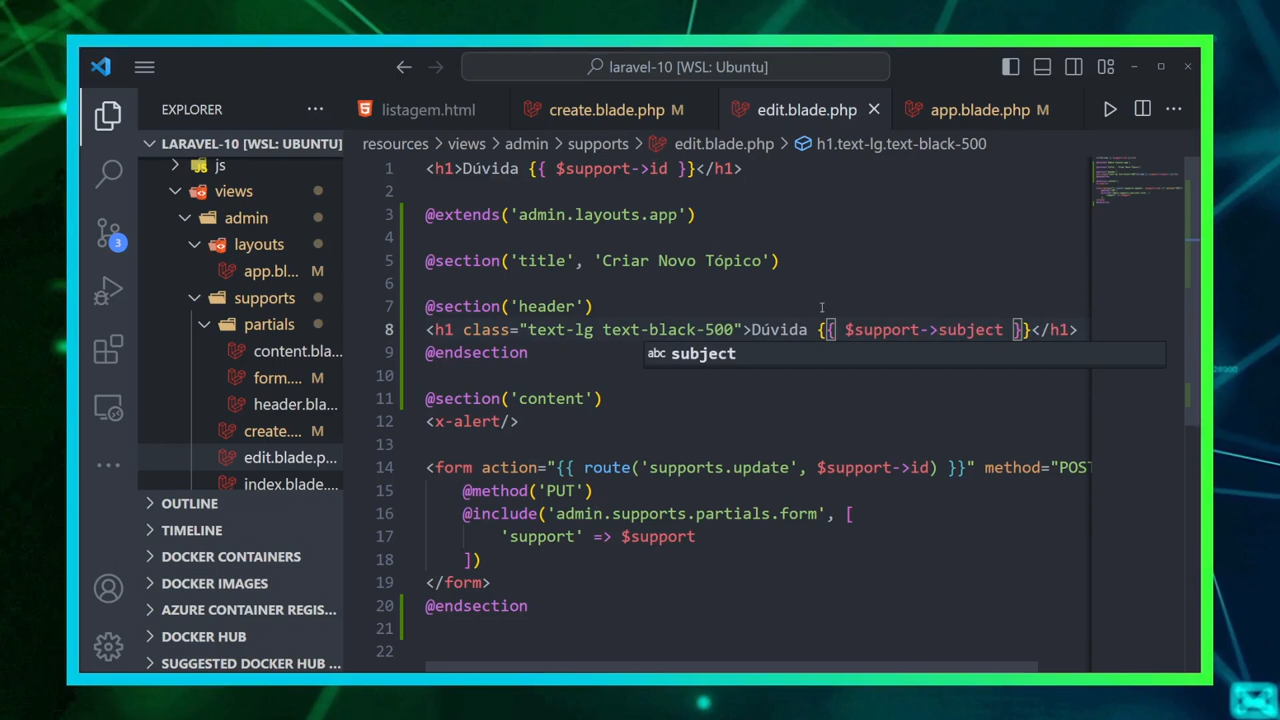 laravel-10 [WSL: Ubuntu]
EXPLORER
listagem.html
create.blade.php M
edit.blade.php
app.blade.php M
LARAVEL-10 [WSL: UBUNTU]
js
views
admin
layouts
app.bl... M
supports
partials
content.bla...
form.... M
header.bla...
create.... M
edit.blade.p...
index.blade....
OUTLINE
TIMELINE
DOCKER CONTAINERS
DOCKER IMAGES
AZURE CONTAINER REGIS...
DOCKER HUB
SUGGESTED DOCKER HUB ...
3
resources > views > admin > supports > edit.blade.php > h1.text-lg.text-black-500
1 <h1>Dúvida {{ $support->id }}</h1>
2
3 @extends('admin.layouts.app')
4
5 @section('title', 'Criar Novo Tópico')
6
7 @section('header')
8 <h1 class="text-lg text-black-500">Dúvida {{ $support->subject }}</h1>
abc subject
9 @endsection
10
11 @section('content')
12 <x-alert/>
13
14 <form action="{{ route('supports.update', $support->id) }}" method="POST
15 @method('PUT')
16 @include('admin.supports.partials.form', [
17 'support' => $support
18 ])
19 </form>
20 @endsection
21
22